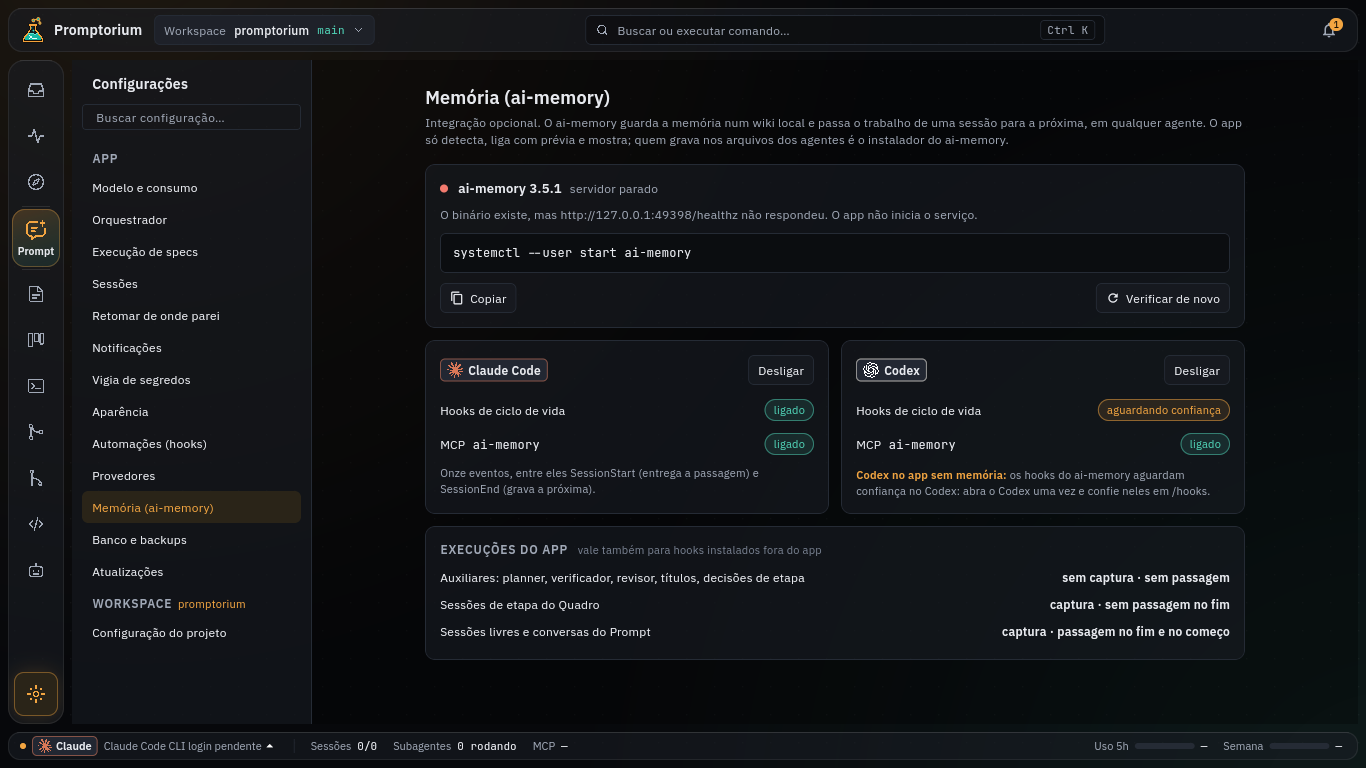 Promptorium
Workspace promptorium main
Buscar ou executar comando…
Ctrl K
1
Prompt
Configurações
Buscar configuração…
APP
Modelo e consumo
Orquestrador
Execução de specs
Sessões
Retomar de onde parei
Notificações
Vigia de segredos
Aparência
Automações (hooks)
Provedores
Memória (ai-memory)
Banco e backups
Atualizações
WORKSPACE promptorium
Configuração do projeto
Memória (ai-memory)
Integração opcional. O ai-memory guarda a memória num wiki local e passa o trabalho de uma sessão para a próxima, em qualquer agente. O app
só detecta, liga com prévia e mostra; quem grava nos arquivos dos agentes é o instalador do ai-memory.
ai-memory 3.5.1 servidor parado
O binário existe, mas http://127.0.0.1:49398/healthz não respondeu. O app não inicia o serviço.
systemctl --user start ai-memory
Copiar
Verificar de novo
Claude Code
Desligar
Hooks de ciclo de vida ligado
MCP ai-memory ligado
Onze eventos, entre eles SessionStart (entrega a passagem) e
SessionEnd (grava a próxima).
Codex
Desligar
Hooks de ciclo de vida aguardando confiança
MCP ai-memory ligado
Codex no app sem memória: os hooks do ai-memory aguardam
confiança no Codex: abra o Codex uma vez e confie neles em /hooks.
EXECUÇÕES DO APP vale também para hooks instalados fora do app
Auxiliares: planner, verificador, revisor, títulos, decisões de etapa sem captura · sem passagem
Sessões de etapa do Quadro captura · sem passagem no fim
Sessões livres e conversas do Prompt captura · passagem no fim e no começo
Claude Claude Code CLI login pendente Sessões 0/0 Subagentes 0 rodando MCP — Uso 5h — Semana —